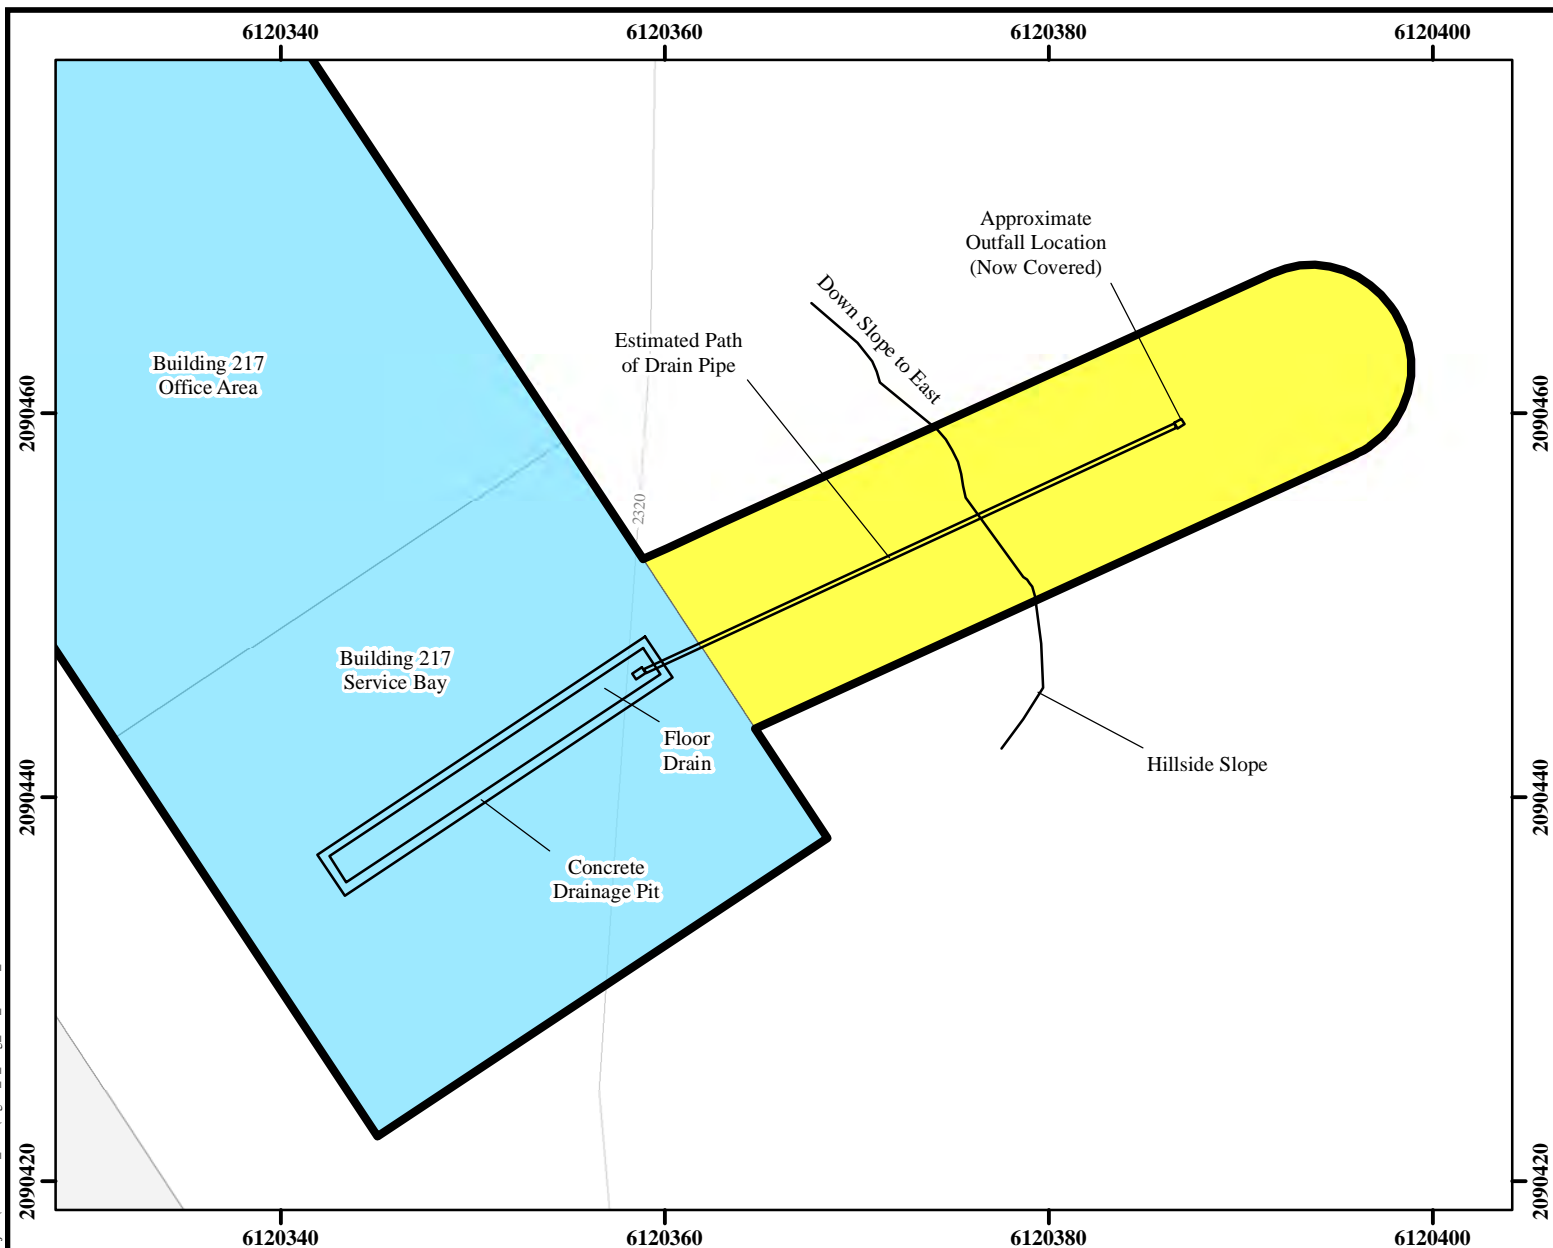 6120340
6120360
6120380
6120400
Approximate
Outfall Location
(Now Covered)
Down Slope to East
Estimated Path
of Drain Pipe
Building 217
Office Area
2090460
2090460
2320
Building 217
Service Bay
Floor
Drain
Hillside Slope
2090440
2090440
Concrete
Drainage Pit
2090420
2090420
6120340
6120360
6120380
6120400